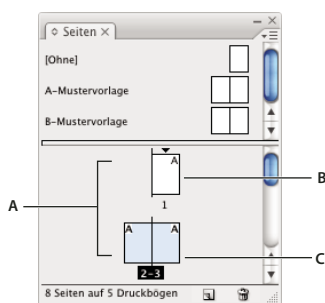 Seiten
[Ohne]
A-Mustervorlage
B-Mustervorlage
A
B
1
A
A A
C
2-3
8 Seiten auf 5 Druckbögen